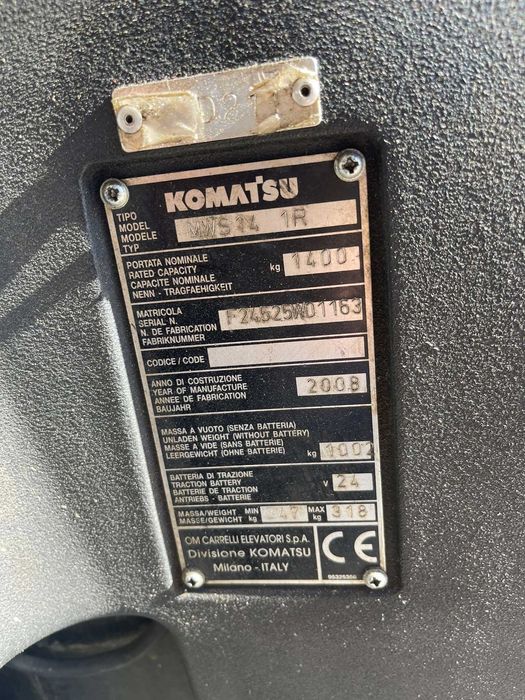 02
KOMATSU
TIPO
MODEL
MODELE
TYP
MWS14 1R
PORTATA NOMINALE
RATED CAPACITY
CAPACITE NOMINALE
NENN - TRAGFAEHIGKEIT
kg 1400
MATRICOLA
SERIAL N.
N. DE FABRICATION
FABRIKNUMMER
F24525W01163
CODICE / CODE
ANNO DI COSTRUZIONE
YEAR OF MANUFACTURE
ANNEE DE FABRICATION
BAUJAHR
2008
MASSA A VUOTO (SENZA BATTERIA)
UNLADEN WEIGHT (WITHOUT BATTERY)
MASSE A VIDE (SANS BATTERIE)
LEERGEWICHT (OHNE BATTERIE)
kg 1002
BATTERIA DI TRAZIONE
TRACTION BATTERY
BATTERIE DE TRACTION
ANTRIEBS - BATTERIE
V 24
MASSA/WEIGHT MIN MAX
MASSE/GEWICHT kg 247 kg 318
OM CARRELLI ELEVATORI S.p.A.
Divisione KOMATSU
Milano - ITALY
CE